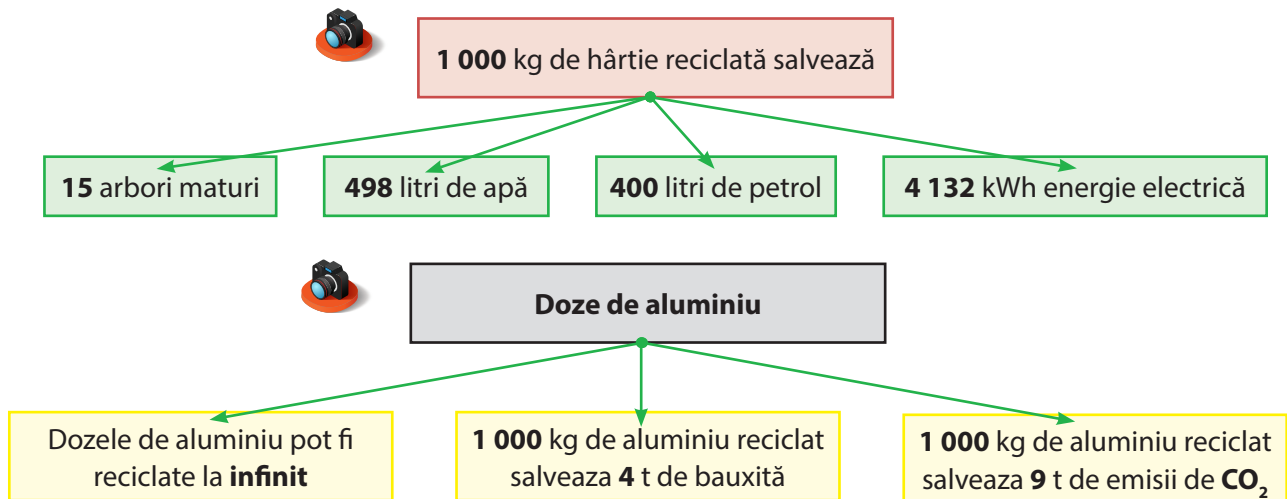 1 000 kg de hârtie reciclată salvează
15 arbori maturi
498 litri de apă
400 litri de petrol
4 132 kWh energie electrică
Doze de aluminiu
Dozele de aluminiu pot fi
reciclate la infinit
1 000 kg de aluminiu reciclat
salveaza 4 t de bauxită
1 000 kg de aluminiu reciclat
salvează 9 t de emisii de CO₂